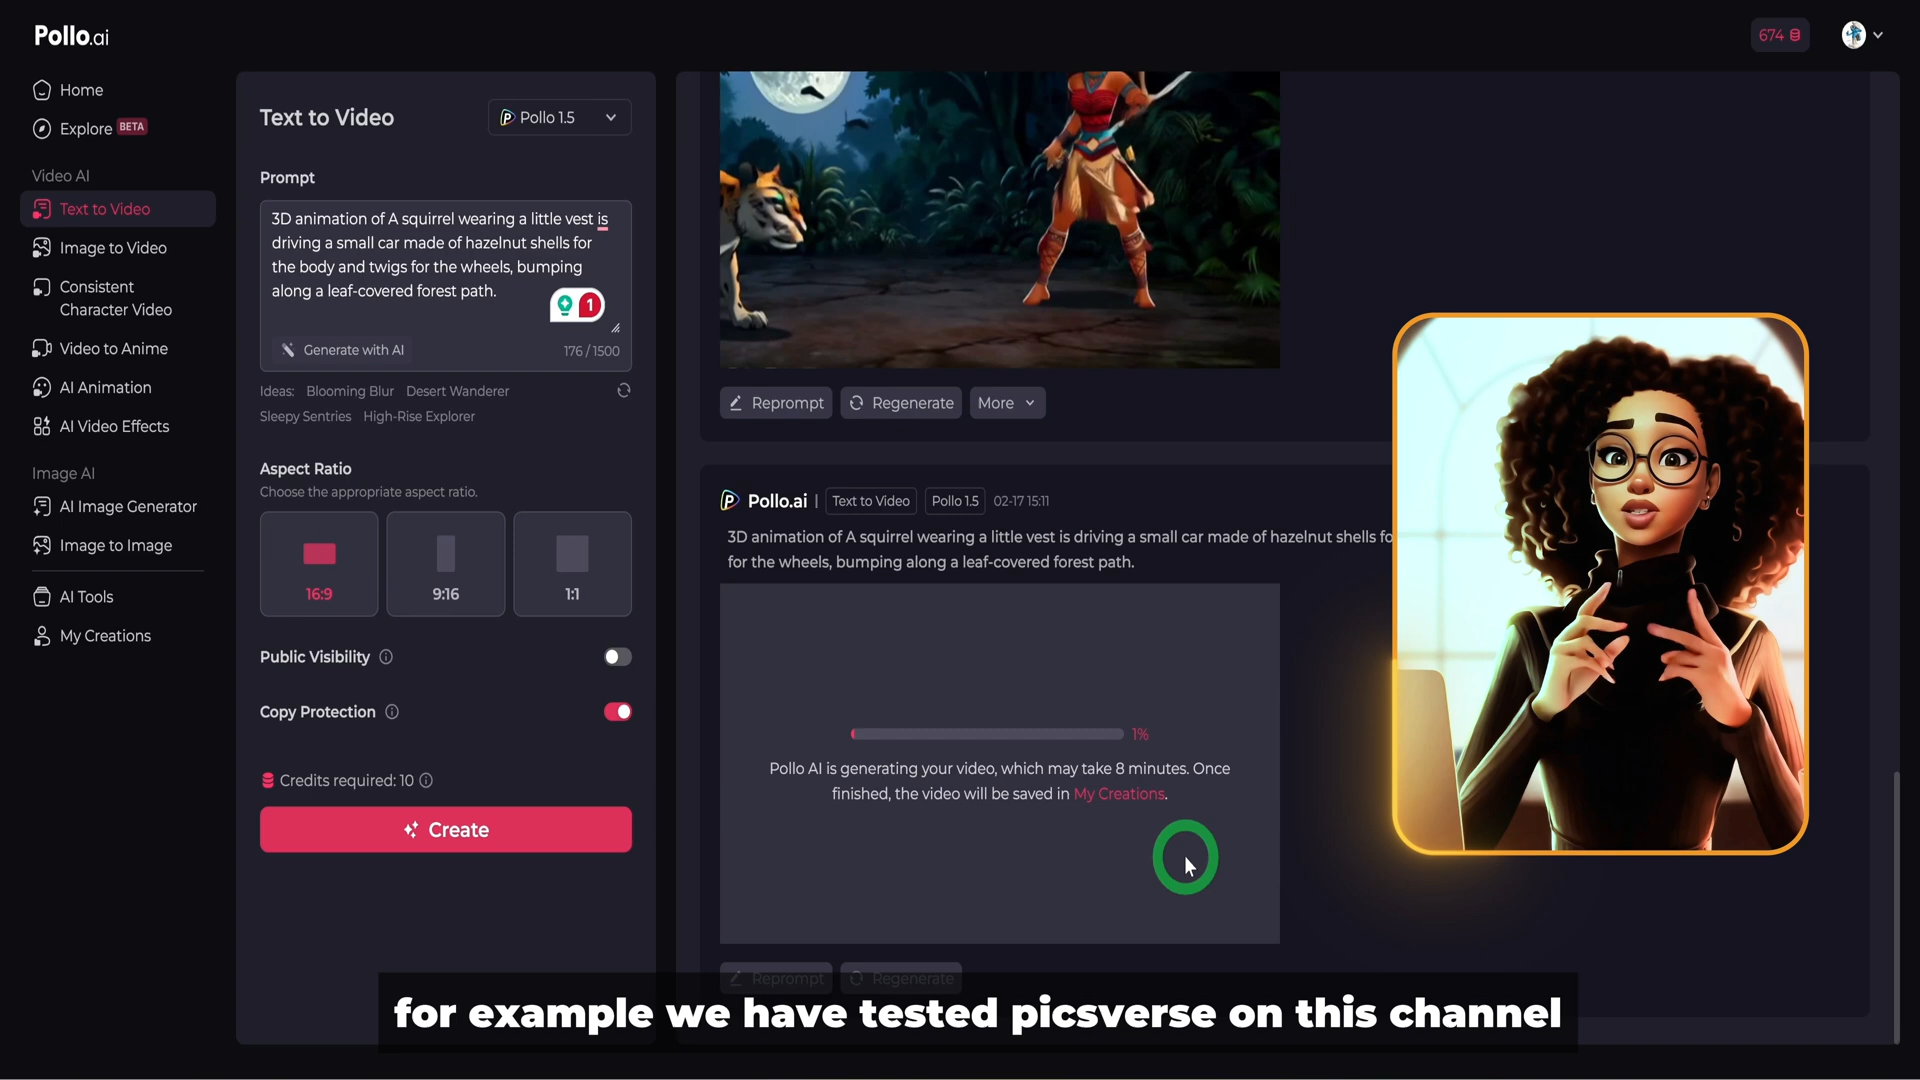 Pollo.ai
674
Home
Explore BETA
Video AI
Text to Video
Image to Video
Consistent
Character Video
Video to Anime
AI Animation
AI Video Effects
Image AI
AI Image Generator
Image to Image
AI Tools
My Creations
Text to Video
Pollo 1.5
Prompt
3D animation of A squirrel wearing a little vest is
driving a small car made of hazelnut shells for
the body and twigs for the wheels, bumping
along a leaf-covered forest path.
1
Generate with AI
176 / 1500
Ideas: Blooming Blur Desert Wanderer
Sleepy Sentries High-Rise Explorer
Aspect Ratio
Choose the appropriate aspect ratio.
16:9
9:16
1:1
Public Visibility
Copy Protection
Credits required: 10
Create
Reprompt
Regenerate
More
Pollo.ai | Text to Video Pollo 1.5 02-17 15:11
3D animation of A squirrel wearing a little vest is driving a small car made of hazelnut shells fo
for the wheels, bumping along a leaf-covered forest path.
1%
Pollo AI is generating your video, which may take 8 minutes. Once
finished, the video will be saved in My Creations.
Reprompt
Regenerate
for example we have tested picsverse on this channel